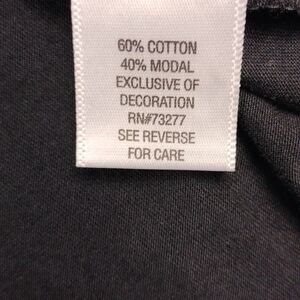 60% COTTON
40% MODAL
EXCLUSIVE OF
DECORATION
RN#73277
SEE REVERSE
FOR CARE